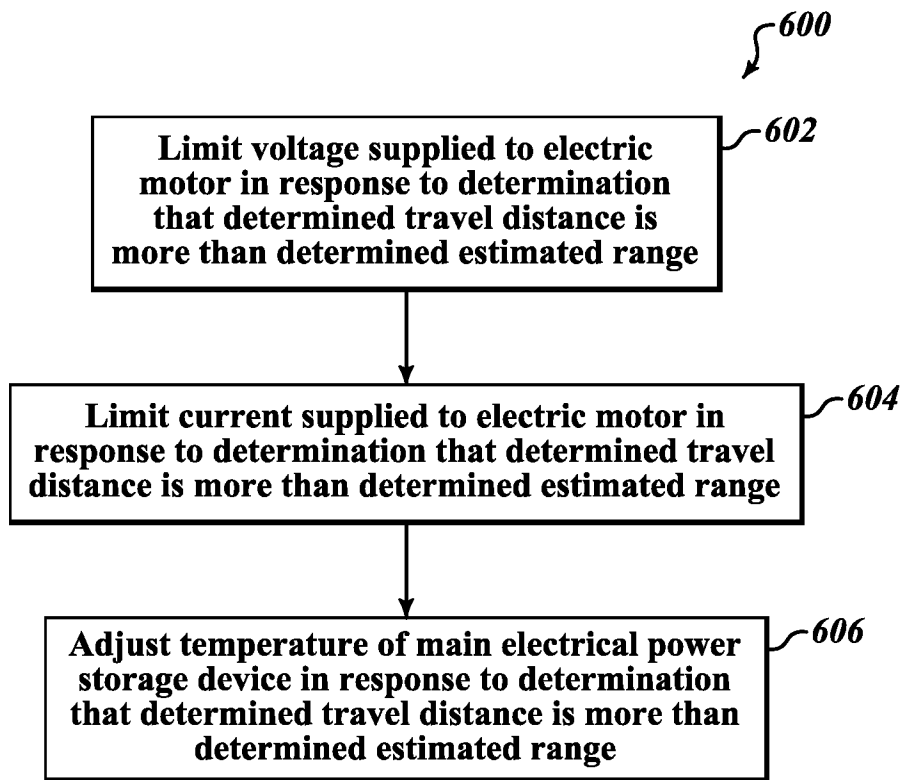 600
602
Limit voltage supplied to electric
motor in response to determination
that determined travel distance is
more than determined estimated range
604
Limit current supplied to electric motor in
response to determination that determined travel
distance is more than determined estimated range
606
Adjust temperature of main electrical power
storage device in response to determination
that determined travel distance is more than
determined estimated range